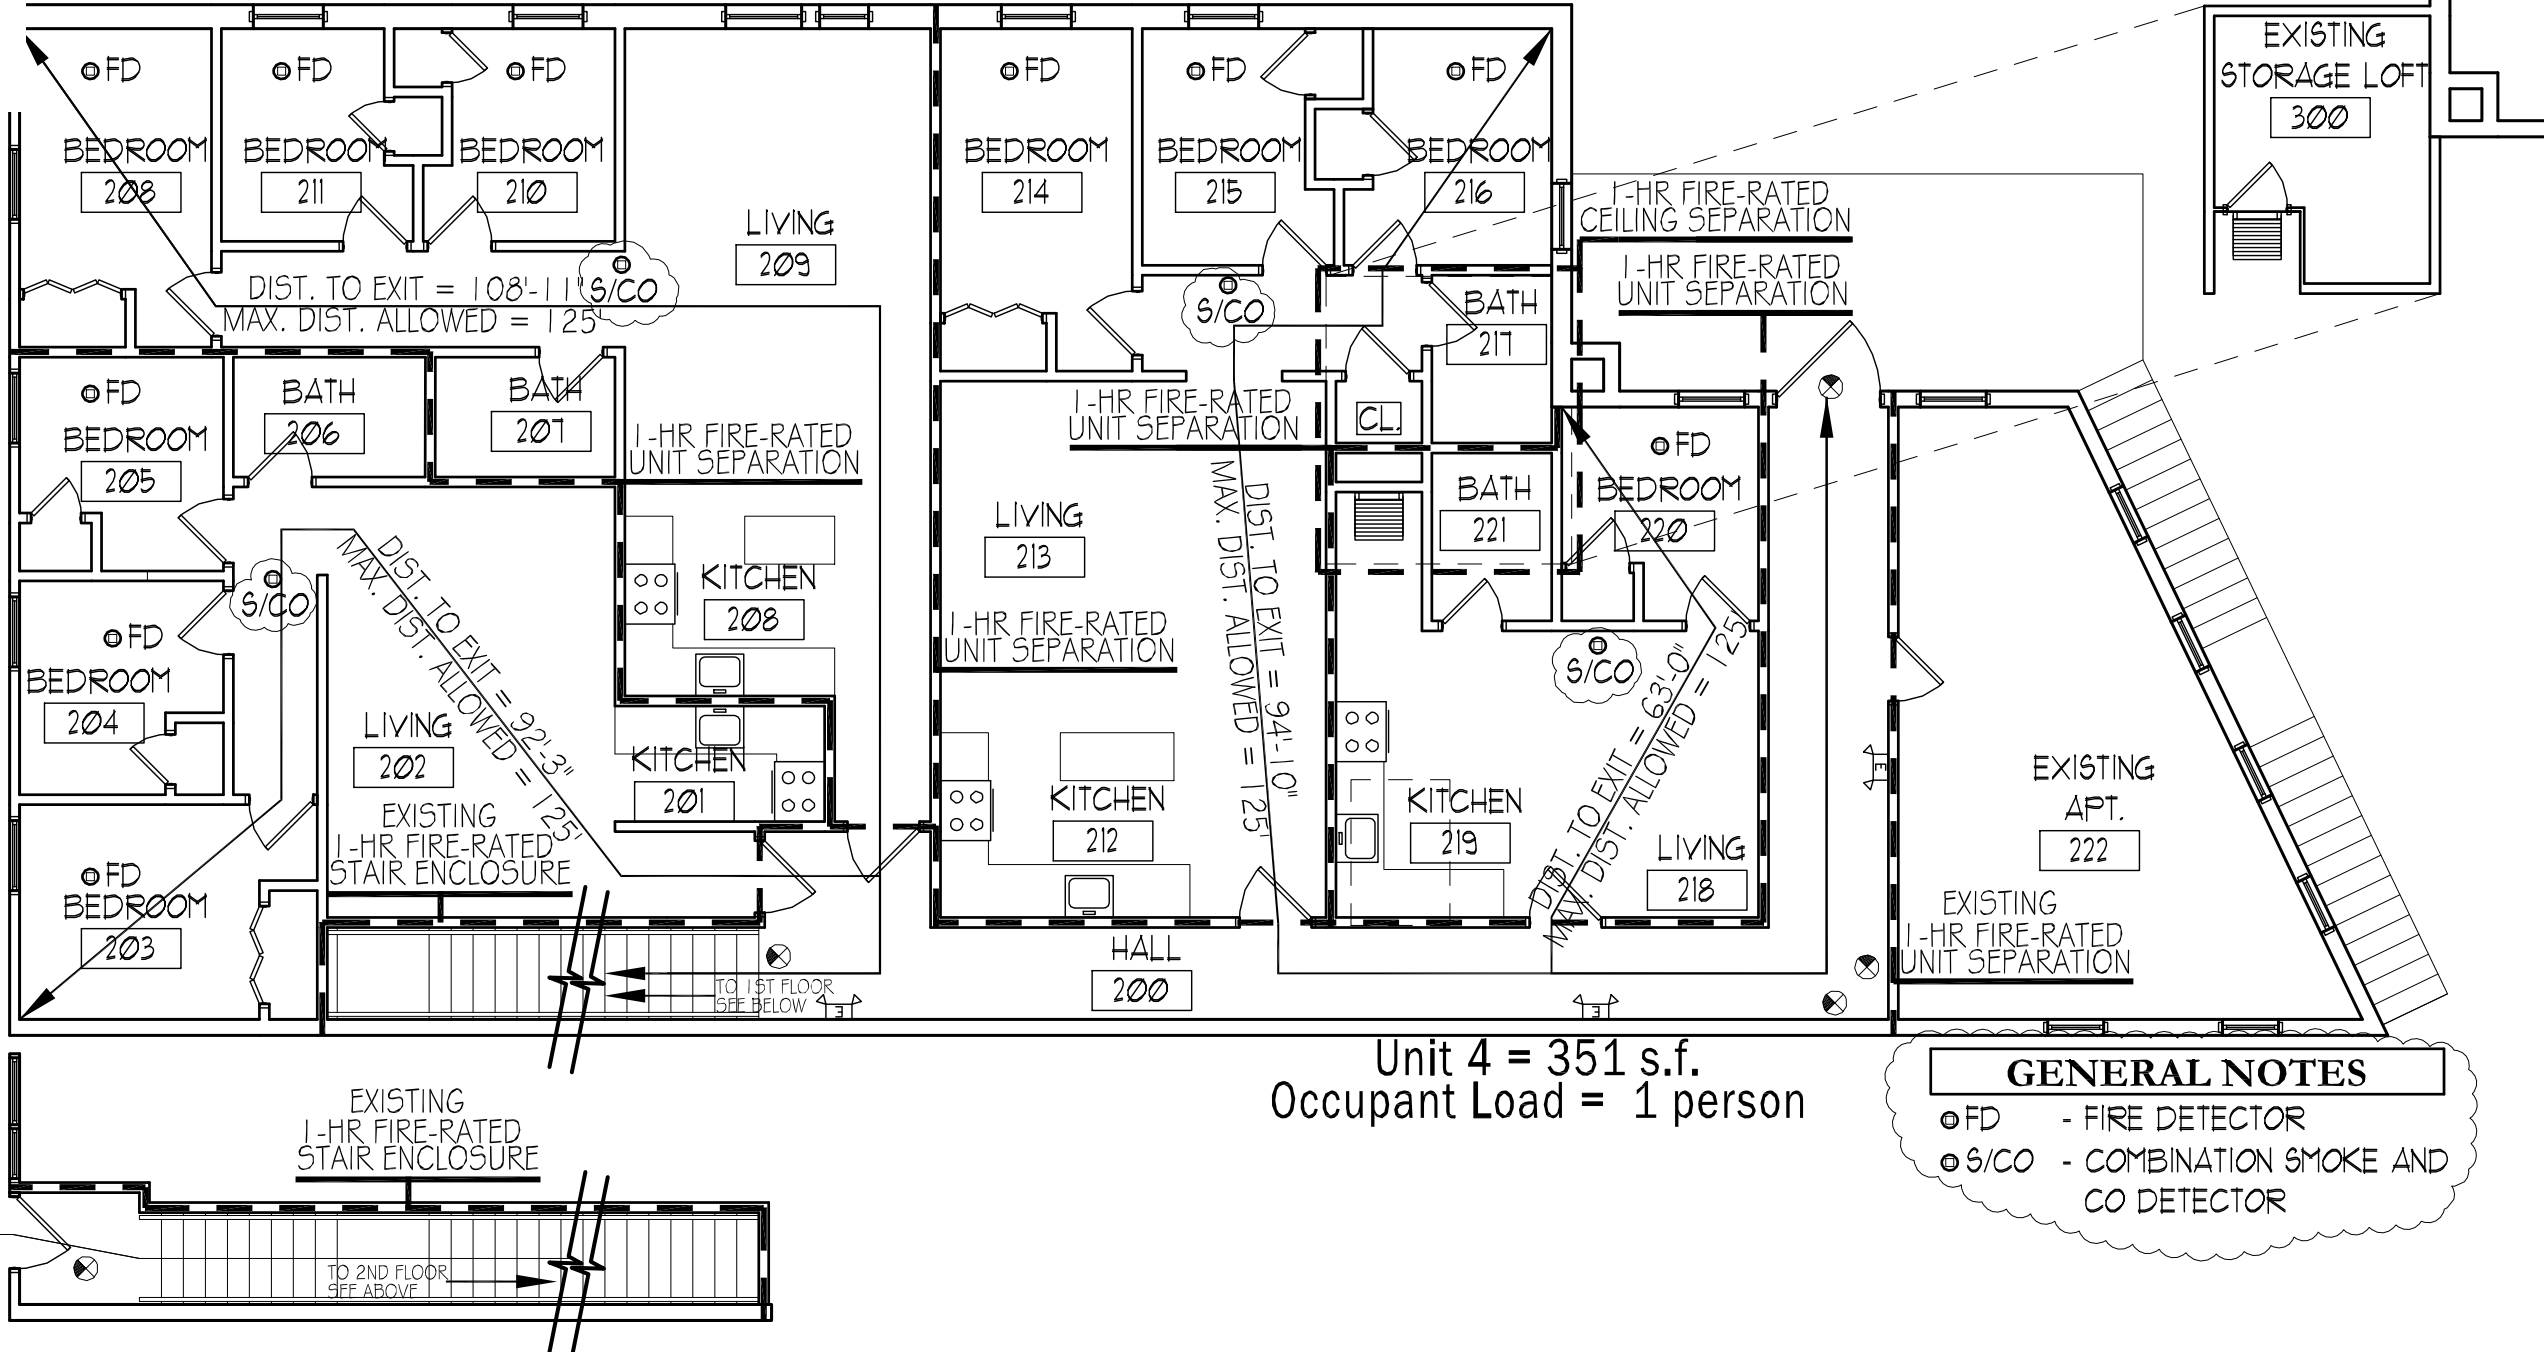 EXISTING
STORAGE LOFT
300
FD
FD
FD
FD
FD
FD
BEDROOM
208
BEDROOM
211
BEDROOM
210
BEDROOM
214
BEDROOM
215
BEDROOM
216
LIVING
209
1-HR FIRE-RATED
CEILING SEPARATION
1-HR FIRE-RATED
UNIT SEPARATION
DIST. TO EXIT = 108'-11"
MAX. DIST. ALLOWED = 125'
S/CO
S/CO
BATH
217
FD
BEDROOM
205
BATH
206
BATH
207
1-HR FIRE-RATED
UNIT SEPARATION
1-HR FIRE-RATED
UNIT SEPARATION
CL.
FD
BEDROOM
220
BATH
221
LIVING
213
DIST. TO EXIT = 92'-3"
MAX. DIST. ALLOWED = 125'
DIST. TO EXIT = 94'-10"
MAX. DIST. ALLOWED = 125'
S/CO
KITCHEN
208
1-HR FIRE-RATED
UNIT SEPARATION
S/CO
DIST. TO EXIT = 63'-0"
MAX. DIST. ALLOWED = 125'
FD
BEDROOM
204
LIVING
202
KITCHEN
201
KITCHEN
212
KITCHEN
219
LIVING
218
E
EXISTING
APT.
222
EXISTING
1-HR FIRE-RATED
STAIR ENCLOSURE
FD
BEDROOM
203
EXISTING
1-HR FIRE-RATED
UNIT SEPARATION
HALL
200
TO 1ST FLOOR
SEE BELOW
E
E
Unit 4 = 351 s.f.
Occupant Load = 1 person
GENERAL NOTES
FD - FIRE DETECTOR
S/CO - COMBINATION SMOKE AND
CO DETECTOR
EXISTING
1-HR FIRE-RATED
STAIR ENCLOSURE
TO 2ND FLOOR
SEE ABOVE